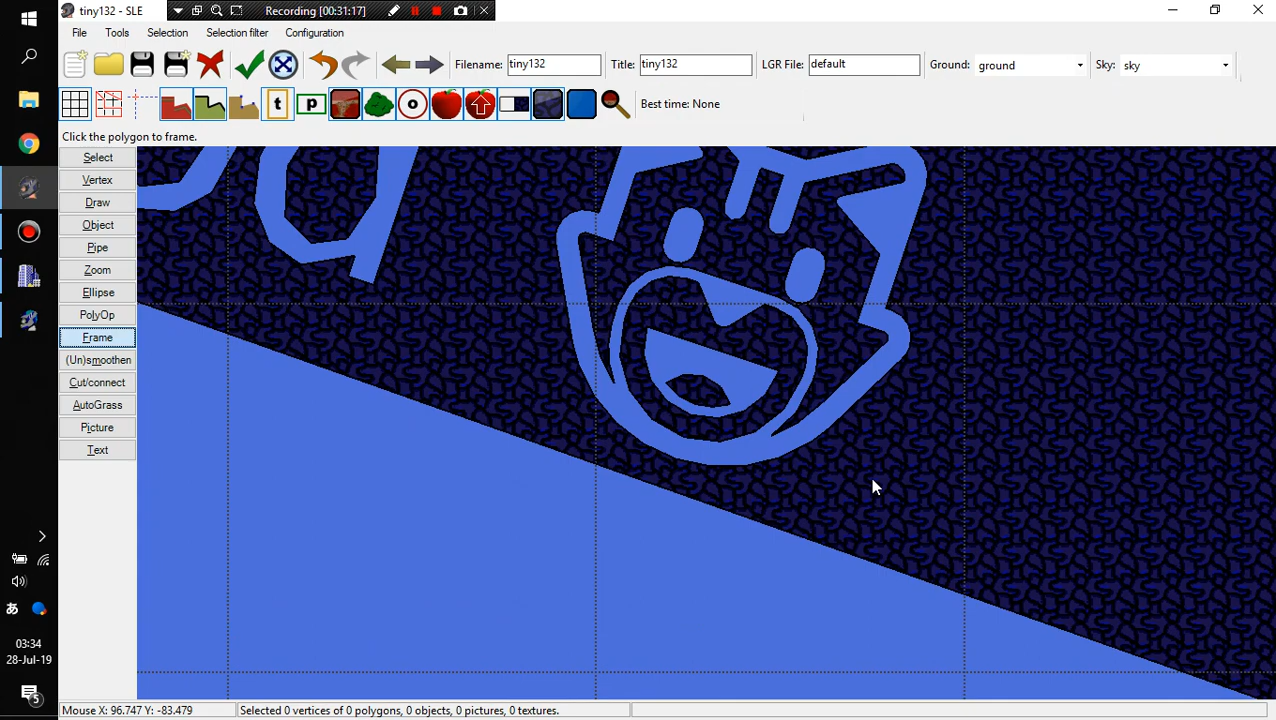 tiny132 - SLE
Recording [00:31:17]
File Tools Selection Selection filter Configuration
Filename: tiny132 Title: tiny132 LGR File: default Ground: ground Sky: sky
t p o Best time: None
Click the polygon to frame.
Select
Vertex
Draw
Object
Pipe
Zoom
Ellipse
PolyOp
Frame
(Un)smoothen
Cut/connect
AutoGrass
Picture
Text
あ
03:34
28-Jul-19
5
Mouse X: 96.747 Y: -83.479 Selected 0 vertices of 0 polygons, 0 objects, 0 pictures, 0 textures.